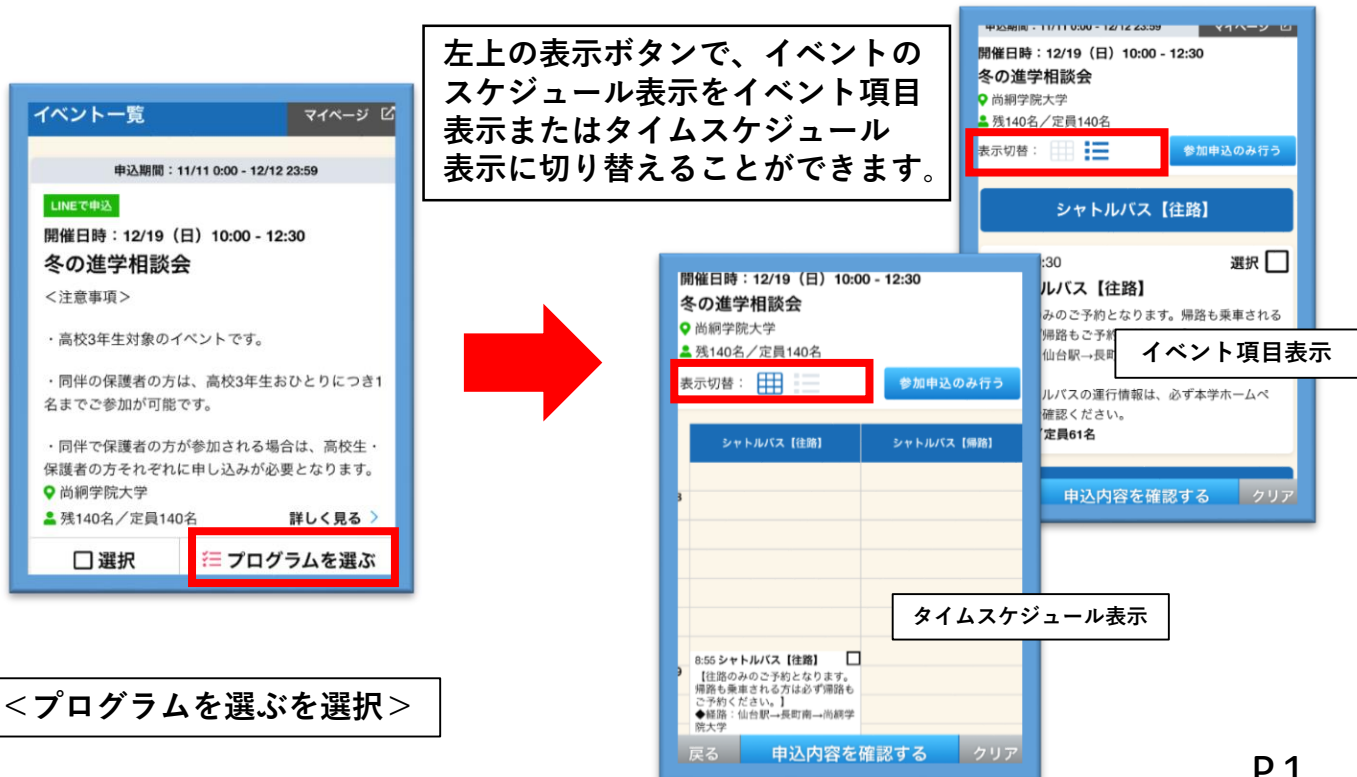 左上の表示ボタンで、イベントの
スケジュール表示をイベント項目
表示またはタイムスケジュール
表示に切り替えることができます。
イベント一覧
マイページ
申込期間：11/11 0:00 - 12/12 23:59
LINEで申込
開催日時：12/19（日）10:00 - 12:30
冬の進学相談会
＜注意事項＞
・高校3年生対象のイベントです。
・同伴の保護者の方は、高校3年生おひとりにつき1
名までご参加が可能です。
・同伴で保護者の方が参加される場合は、高校生・
保護者の方それぞれに申し込みが必要となります。
尚絅学院大学
残140名／定員140名
詳しく見る
選択
プログラムを選ぶ
＜プログラムを選ぶを選択＞
開催日時：12/19（日）10:00 - 12:30
冬の進学相談会
尚絅学院大学
残140名／定員140名
表示切替：
参加申込のみ行う
シャトルバス【往路】
シャトルバス【帰路】
8:55 シャトルバス【往路】
【往路のみのご予約となります。
帰路も乗車される方は必ず帰路も
ご予約ください。】
◆経路：仙台駅→長町南→尚絅学
院大学
戻る
申込内容を確認する
クリア
タイムスケジュール表示
申込期間：11/11 0:00 - 12/12 23:59
マイページ
開催日時：12/19（日）10:00 - 12:30
冬の進学相談会
尚絅学院大学
残140名／定員140名
表示切替：
参加申込のみ行う
シャトルバス【往路】
:30
選択
ルバス【往路】
みのご予約となります。帰路も乗車される
帰路もご予約
仙台駅→長町
イベント項目表示
ルバスの運行情報は、必ず本学ホームペ
確認ください。
定員61名
申込内容を確認する
クリア
P.1